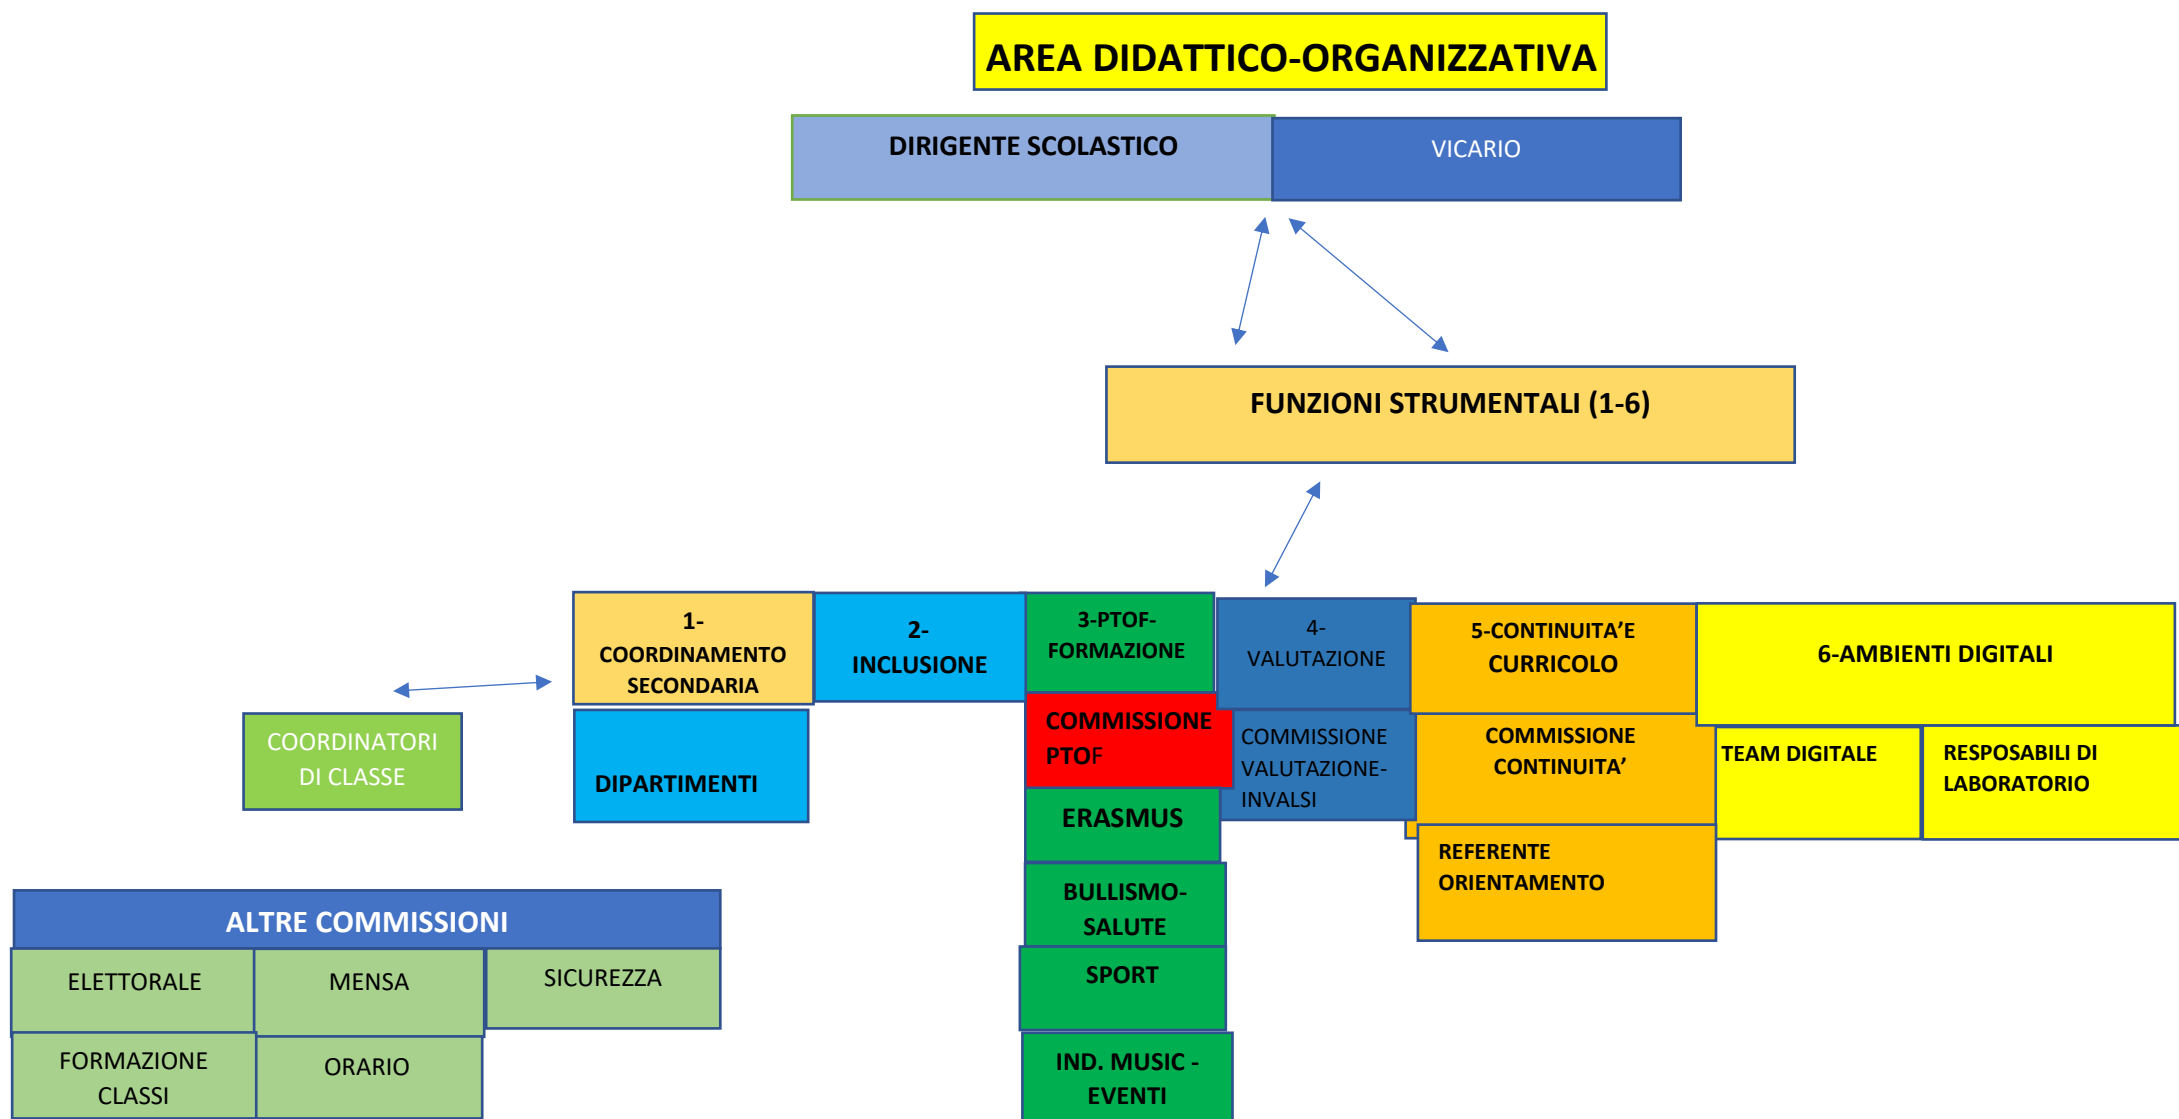 AREA DIDATTICO-ORGANIZZATIVA
DIRIGENTE SCOLASTICO
VICARIO
FUNZIONI STRUMENTALI (1-6)
1-
COORDINAMENTO
SECONDARIA
2-
INCLUSIONE
3-PTOF-
FORMAZIONE
4-
VALUTAZIONE
5-CONTINUITA’E
CURRICOLO
6-AMBIENTI DIGITALI
COORDINATORI
DI CLASSE
DIPARTIMENTI
COMMISSIONE
PTOF
COMMISSIONE
VALUTAZIONE-
INVALSI
COMMISSIONE
CONTINUITA’
TEAM DIGITALE
RESPOSABILI DI
LABORATORIO
ERASMUS
REFERENTE
ORIENTAMENTO
BULLISMO-
SALUTE
SPORT
IND. MUSIC -
EVENTI
ALTRE COMMISSIONI
ELETTORALE
MENSA
SICUREZZA
FORMAZIONE
CLASSI
ORARIO